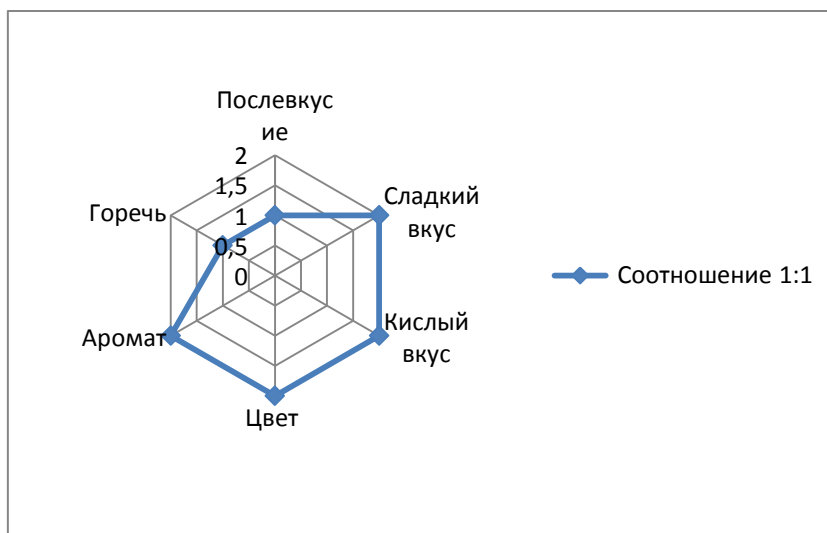 Послевкус
ие
2
1,5
1
0,5
0
Сладкий
вкус
Кислый
вкус
Цвет
Аромат
Горечь
Соотношение 1:1